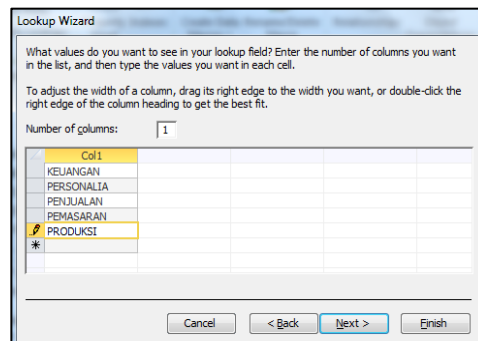 Lookup Wizard
What values do you want to see in your lookup field? Enter the number of columns you want
in the list, and then type the values you want in each cell.
To adjust the width of a column, drag its right edge to the width you want, or double-click the
right edge of the column heading to get the best fit.
Number of columns: 1
Col1
KEUANGAN
PERSONALIA
PENJUALAN
PEMASARAN
PRODUKSI
Cancel < Back Next > Finish